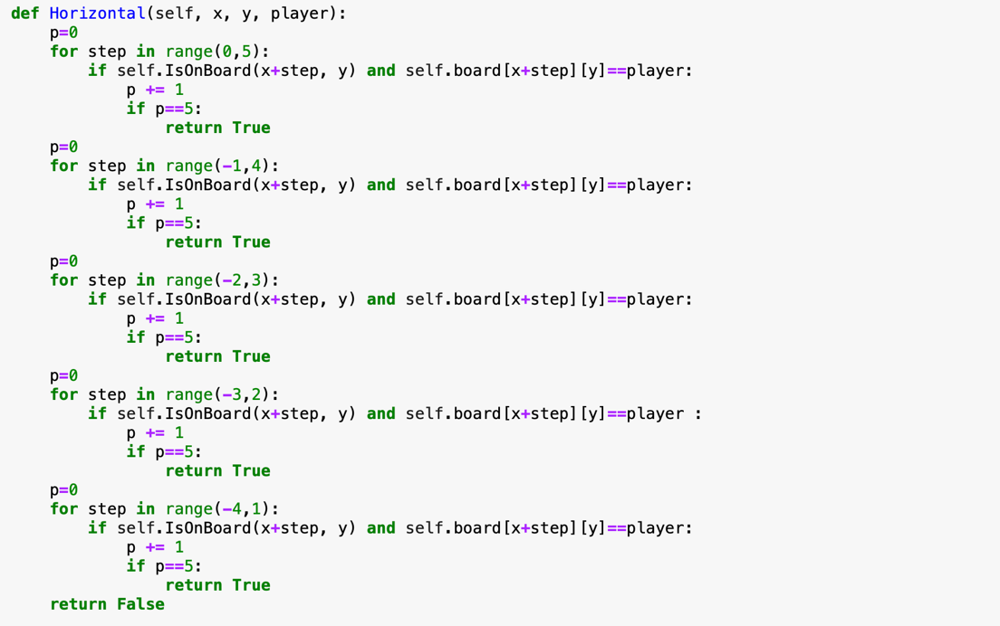 def Horizontal(self, x, y, player):
    p=0
    for step in range(0,5):
        if self.IsOnBoard(x+step, y) and self.board[x+step][y]==player:
            p += 1
            if p==5:
                return True
    p=0
    for step in range(-1,4):
        if self.IsOnBoard(x+step, y) and self.board[x+step][y]==player:
            p += 1
            if p==5:
                return True
    p=0
    for step in range(-2,3):
        if self.IsOnBoard(x+step, y) and self.board[x+step][y]==player:
            p += 1
            if p==5:
                return True
    p=0
    for step in range(-3,2):
        if self.IsOnBoard(x+step, y) and self.board[x+step][y]==player :
            p += 1
            if p==5:
                return True
    p=0
    for step in range(-4,1):
        if self.IsOnBoard(x+step, y) and self.board[x+step][y]==player:
            p += 1
            if p==5:
                return True
    return False